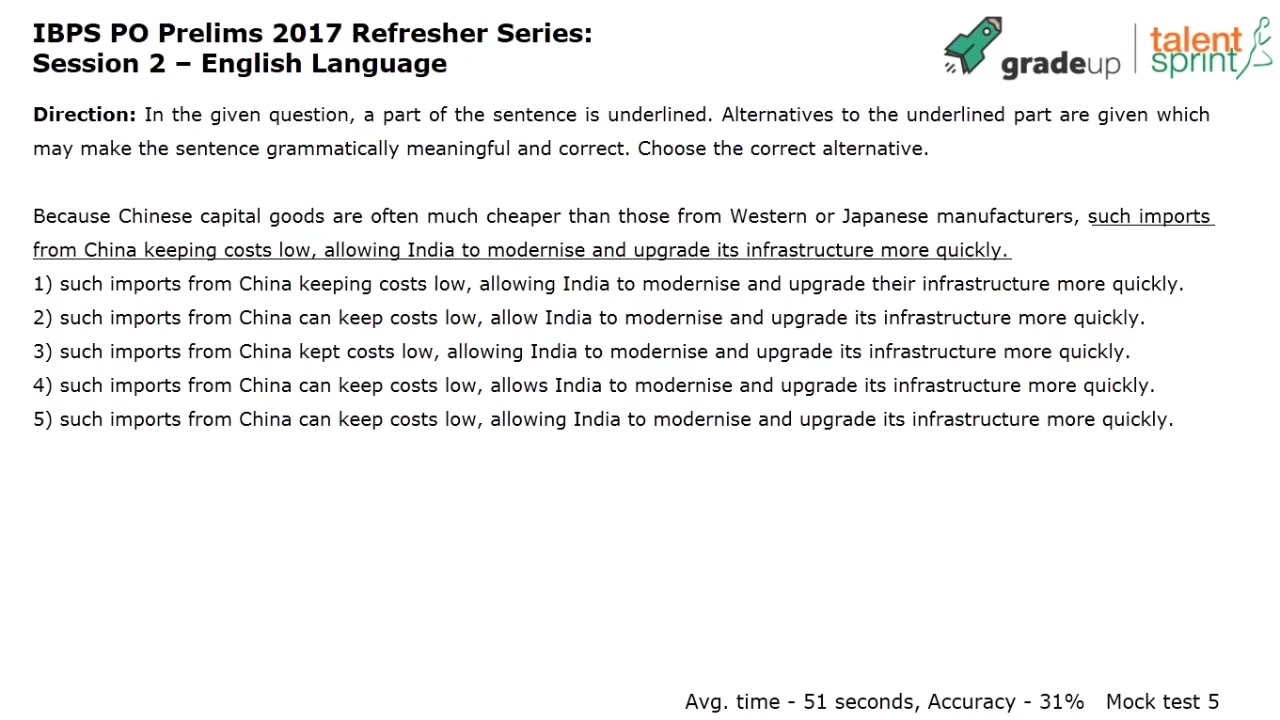 IBPS PO Prelims 2017 Refresher Series:
Session 2 – English Language
gradeup
talent
sprint
Direction: In the given question, a part of the sentence is underlined. Alternatives to the underlined part are given which
may make the sentence grammatically meaningful and correct. Choose the correct alternative.
Because Chinese capital goods are often much cheaper than those from Western or Japanese manufacturers, such imports
from China keeping costs low, allowing India to modernise and upgrade its infrastructure more quickly.
1) such imports from China keeping costs low, allowing India to modernise and upgrade their infrastructure more quickly.
2) such imports from China can keep costs low, allow India to modernise and upgrade its infrastructure more quickly.
3) such imports from China kept costs low, allowing India to modernise and upgrade its infrastructure more quickly.
4) such imports from China can keep costs low, allows India to modernise and upgrade its infrastructure more quickly.
5) such imports from China can keep costs low, allowing India to modernise and upgrade its infrastructure more quickly.
Avg. time - 51 seconds, Accuracy - 31% Mock test 5